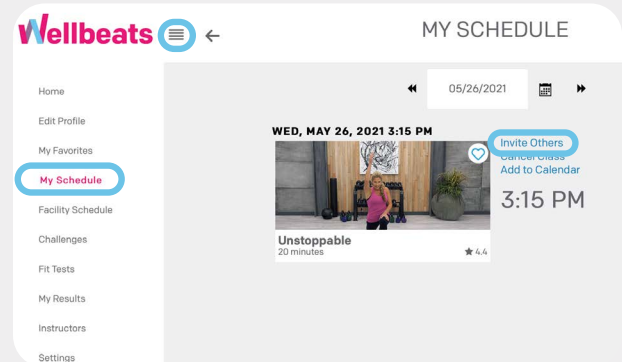 Wellbeats
MY SCHEDULE
Home
Edit Profile
My Favorites
My Schedule
Facility Schedule
Challenges
Fit Tests
My Results
Instructors
Settings
05/26/2021
WED, MAY 26, 2021 3:15 PM
Invite Others
Cancel Class
Add to Calendar
3:15 PM
Unstoppable
20 minutes
4.4